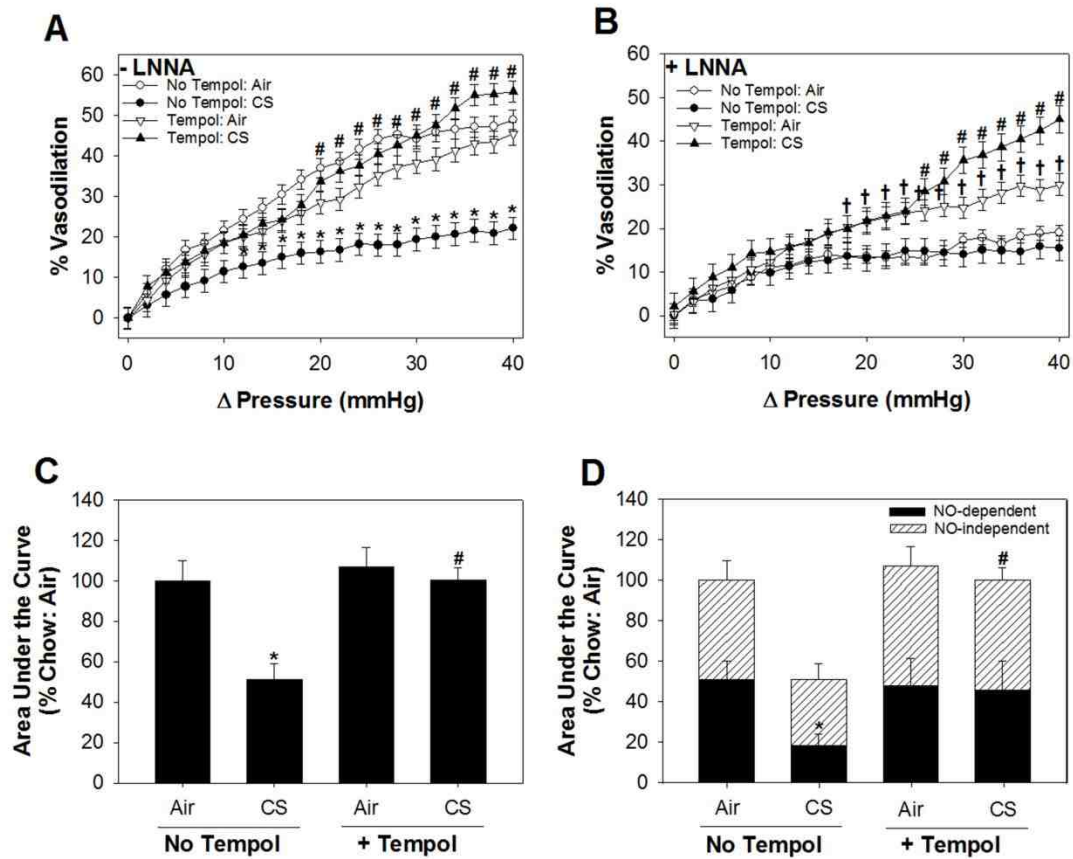 A
- LNNA
No Tempol: Air
No Tempol: CS
Tempol: Air
Tempol: CS
% Vasodilation
60
50
40
30
20
10
0
# # # # # # # # # # #
* * * * * * * * * * * * * * *
0 10 20 30 40
Δ Pressure (mmHg)
B
+ LNNA
No Tempol: Air
No Tempol: CS
Tempol: Air
Tempol: CS
% Vasodilation
60
50
40
30
20
10
0
# # # # # # # #
† † † † † † † † † † † †
0 10 20 30 40
Δ Pressure (mmHg)
C
Area Under the Curve
(% Chow: Air)
140
120
100
80
60
40
20
0
*
#
Air CS Air CS
No Tempol + Tempol
D
NO-dependent
NO-independent
Area Under the Curve
(% Chow: Air)
140
120
100
80
60
40
20
0
*
#
Air CS Air CS
No Tempol + Tempol